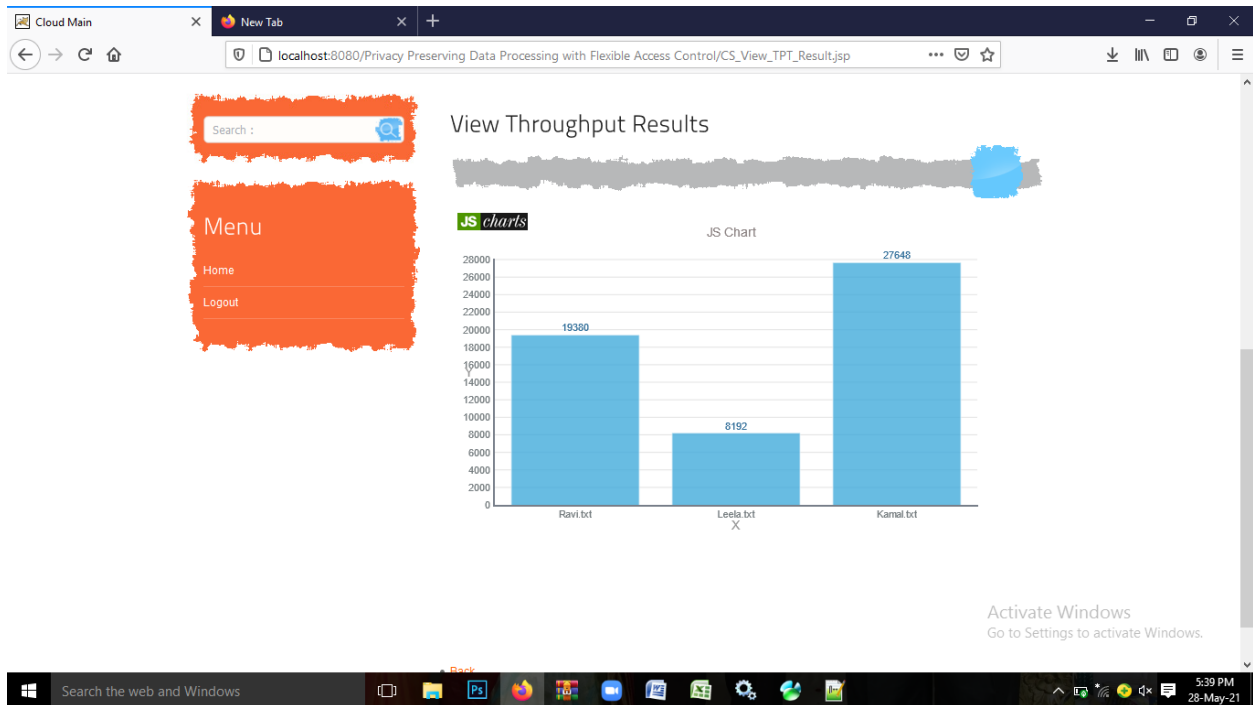 Cloud Main
New Tab
localhost:8080/Privacy Preserving Data Processing with Flexible Access Control/CS_View_TPT_Result.jsp
Search :
Menu
Home
Logout
View Throughput Results
JS charts
JS Chart
28000
26000
24000
22000
20000
18000
16000
14000
12000
10000
8000
6000
4000
2000
0
Y
19380
8192
27648
Ravi.txt
Leela.txt
Kamal.txt
X
Back
Activate Windows
Go to Settings to activate Windows.
Search the web and Windows
Ps
5:39 PM
28-May-21